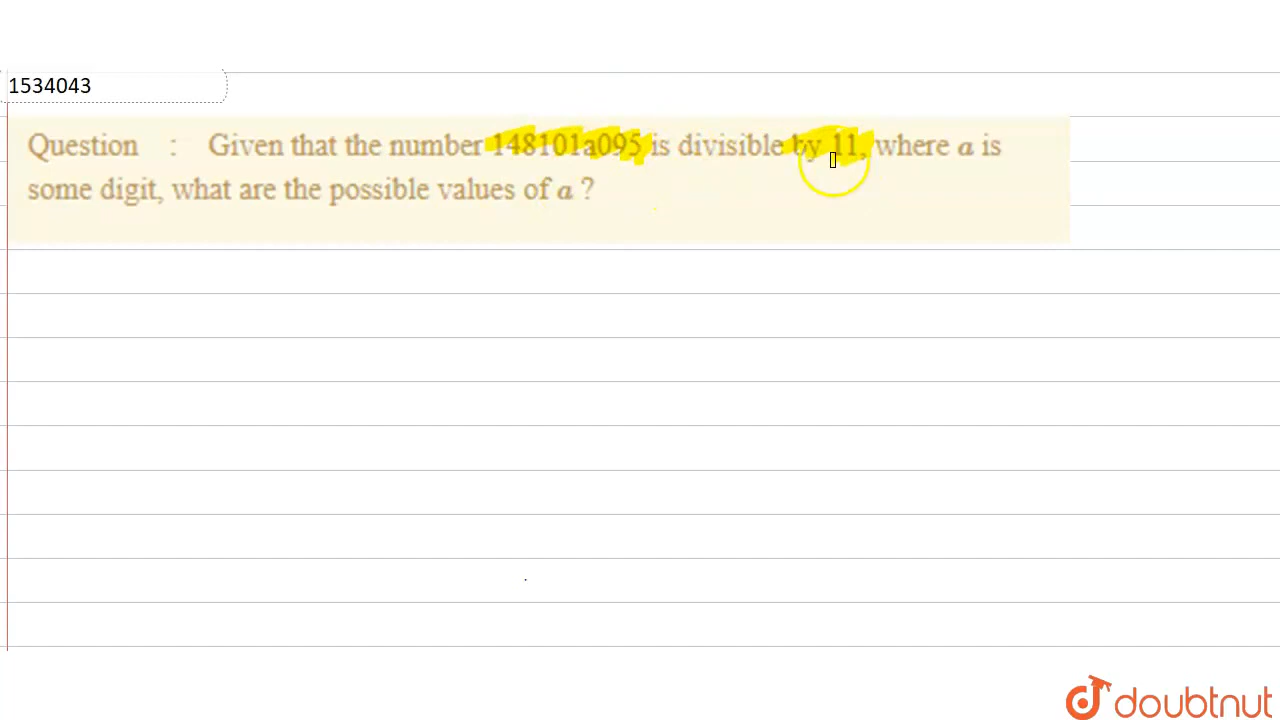 1534043
Question : Given that the number 148101a095 is divisible by 11, where a is
some digit, what are the possible values of a ?
doubtnut